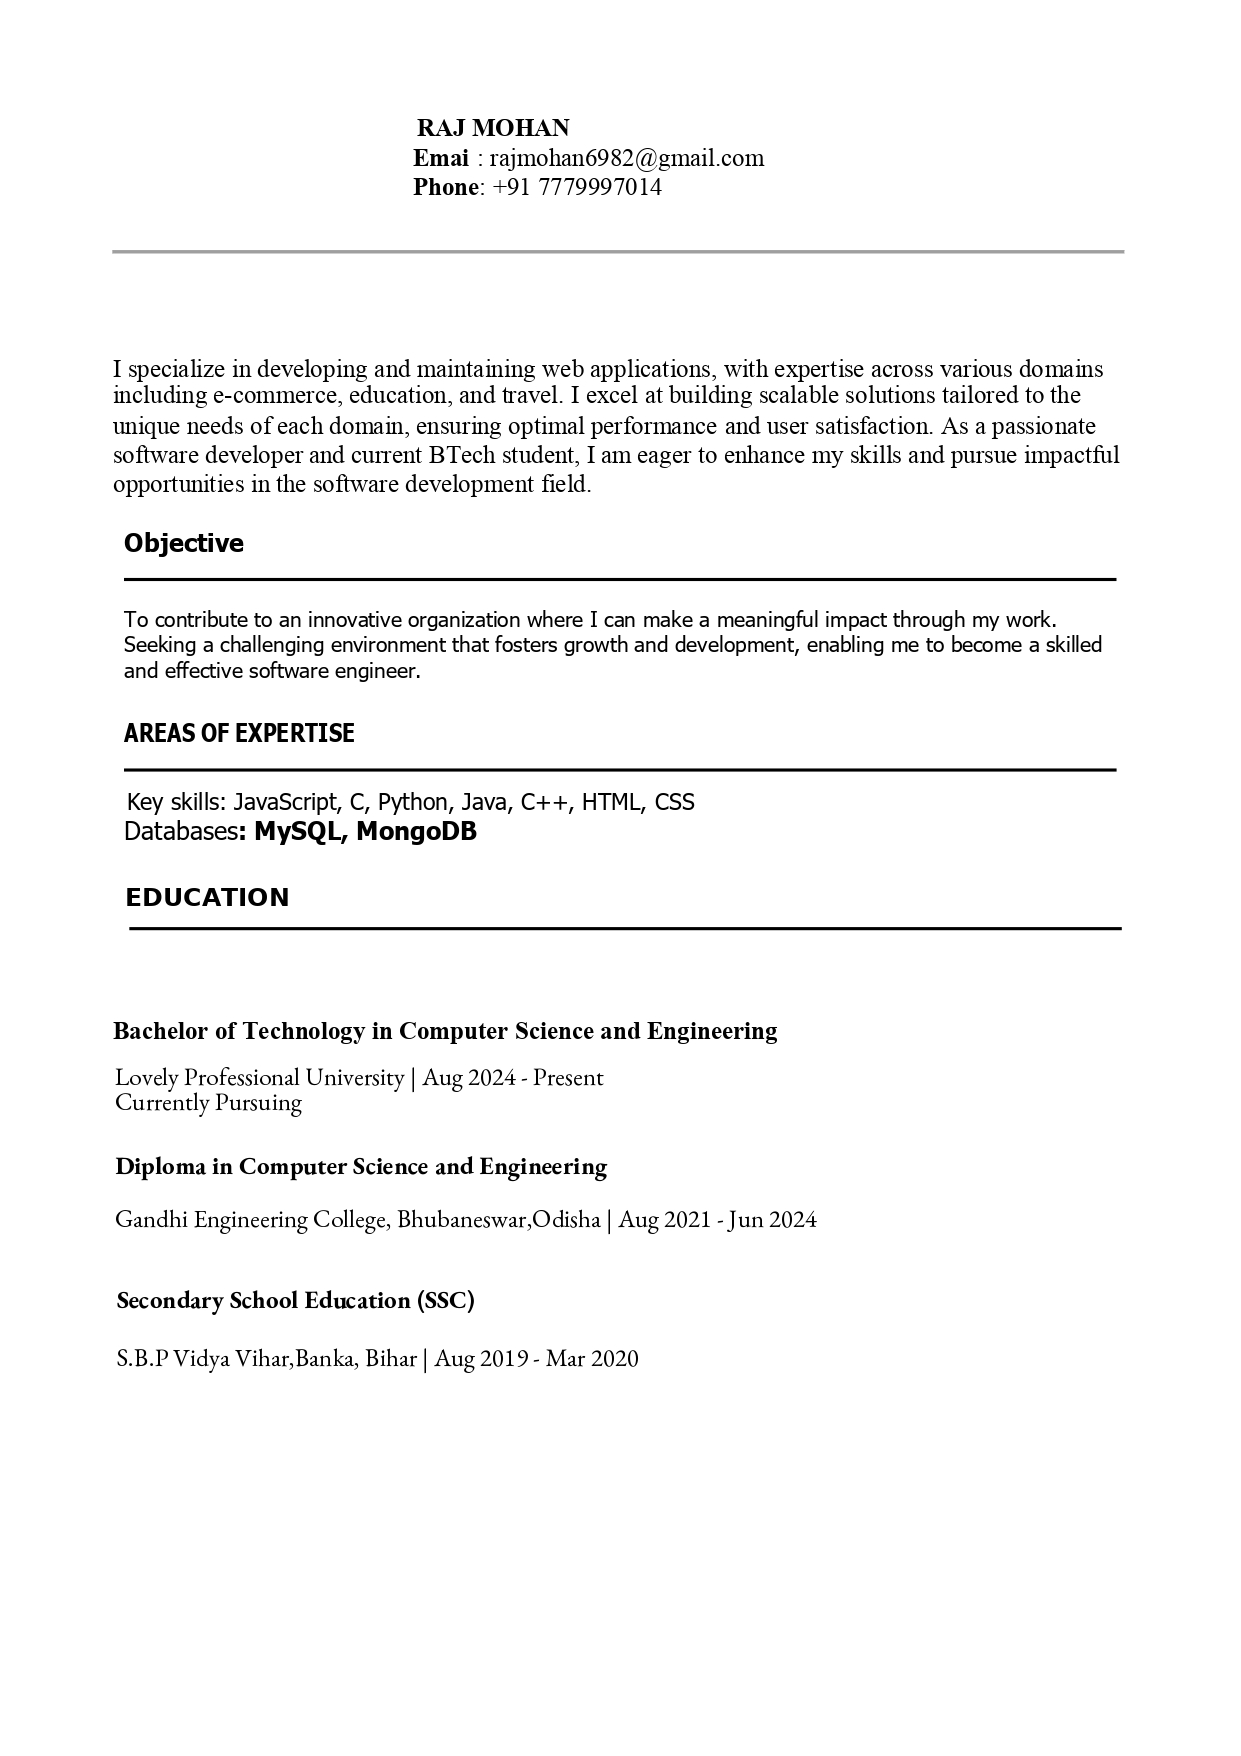 RAJ MOHAN
Emai : rajmohan6982@gmail.com
Phone: +91 7779997014
I specialize in developing and maintaining web applications, with expertise across various domains
including e-commerce, education, and travel. I excel at building scalable solutions tailored to the
unique needs of each domain, ensuring optimal performance and user satisfaction. As a passionate
software developer and current BTech student, I am eager to enhance my skills and pursue impactful
opportunities in the software development field.
Objective
To contribute to an innovative organization where I can make a meaningful impact through my work.
Seeking a challenging environment that fosters growth and development, enabling me to become a skilled
and effective software engineer.
AREAS OF EXPERTISE
Key skills: JavaScript, C, Python, Java, C++, HTML, CSS
Databases: MySQL, MongoDB
EDUCATION
Bachelor of Technology in Computer Science and Engineering
Lovely Professional University | Aug 2024 - Present
Currently Pursuing
Diploma in Computer Science and Engineering
Gandhi Engineering College, Bhubaneswar,Odisha | Aug 2021 - Jun 2024
Secondary School Education (SSC)
S.B.P Vidya Vihar,Banka, Bihar | Aug 2019 - Mar 2020